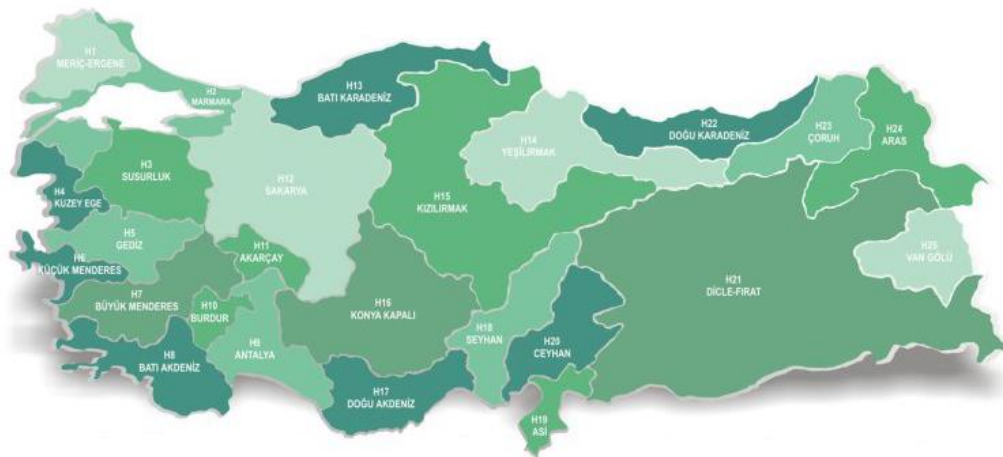 H1
MERİÇ-ERGENE
H2
MARMARA
H3
SUSURLUK
H4
KUZEY EGE
H5
GEDİZ
H6
KÜÇÜK MENDERES
H7
BÜYÜK MENDERES
H8
BATI AKDENİZ
H9
ANTALYA
H10
BURDUR
H11
AKARÇAY
H12
SAKARYA
H13
BATI KARADENİZ
H14
YEŞİLIRMAK
H15
KIZILIRMAK
H16
KONYA KAPALI
H17
DOĞU AKDENİZ
H18
SEYHAN
H19
ASİ
H20
CEYHAN
H21
DİCLE-FIRAT
H22
DOĞU KARADENİZ
H23
ÇORUH
H24
ARAS
H25
VAN GÖLÜ